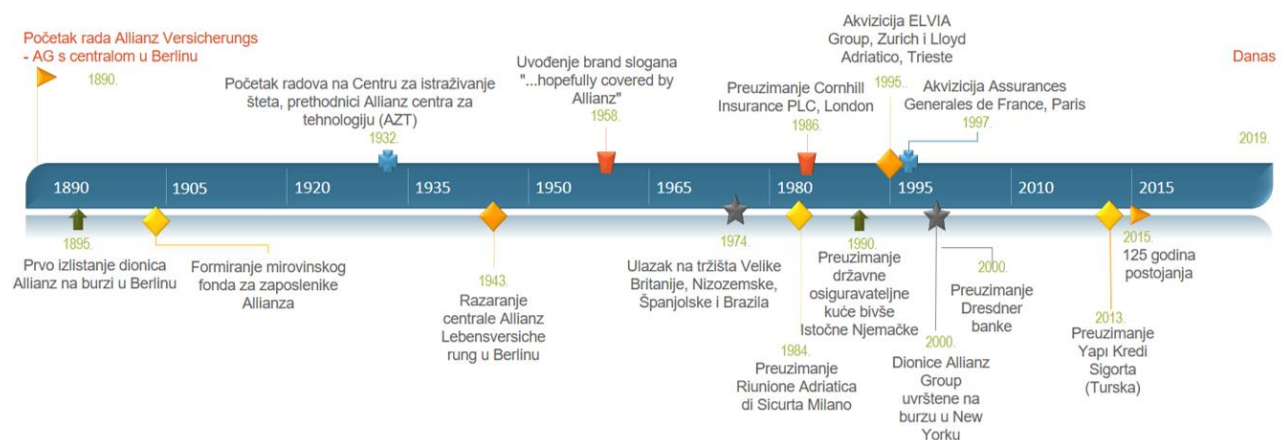 Početak rada Allianz Versicherungs
- AG s centralom u Berlinu
1890.
Početak radova na Centru za istraživanje
šteta, prethodnici Allianz centra za
tehnologiju (AZT)
1932.
Uvođenje brand slogana
"...hopefully covered by
Allianz"
1958.
Preuzimanje Cornhill
Insurance PLC, London
1986.
Akvizicija ELVIA
Group, Zurich i Lloyd
Adriatico, Trieste
1995..
Akvizicija Assurances
Generales de France, Paris
1997.
Danas
2019.
1890
1905
1920
1935
1950
1965
1980
1995
2010
2015
1895.
Prvo izlistanje dionica
Allianz na burzi u Berlinu
Formiranje mirovinskog
fonda za zaposlenike
Allianza
1943.
Razaranje
centrale Allianz
Lebensversiche
rung u Berlinu
1974.
Ulazak na tržišta Velike
Britanije, Nizozemske,
Španjolske i Brazila
1984.
Preuzimanje
Riunione Adriatica
di Sicurta Milano
1990.
Preuzimanje
državne
osiguravateljne
kuće bivše
Istočne Njemačke
2000.
Dionice Allianz
Group
uvrštene na
burzu u New
Yorku
2000.
Preuzimanje
Dresdner
banke
2013.
Preuzimanje
Yapı Kredi
Sigorta
(Turska)
2015.
125 godina
postojanja